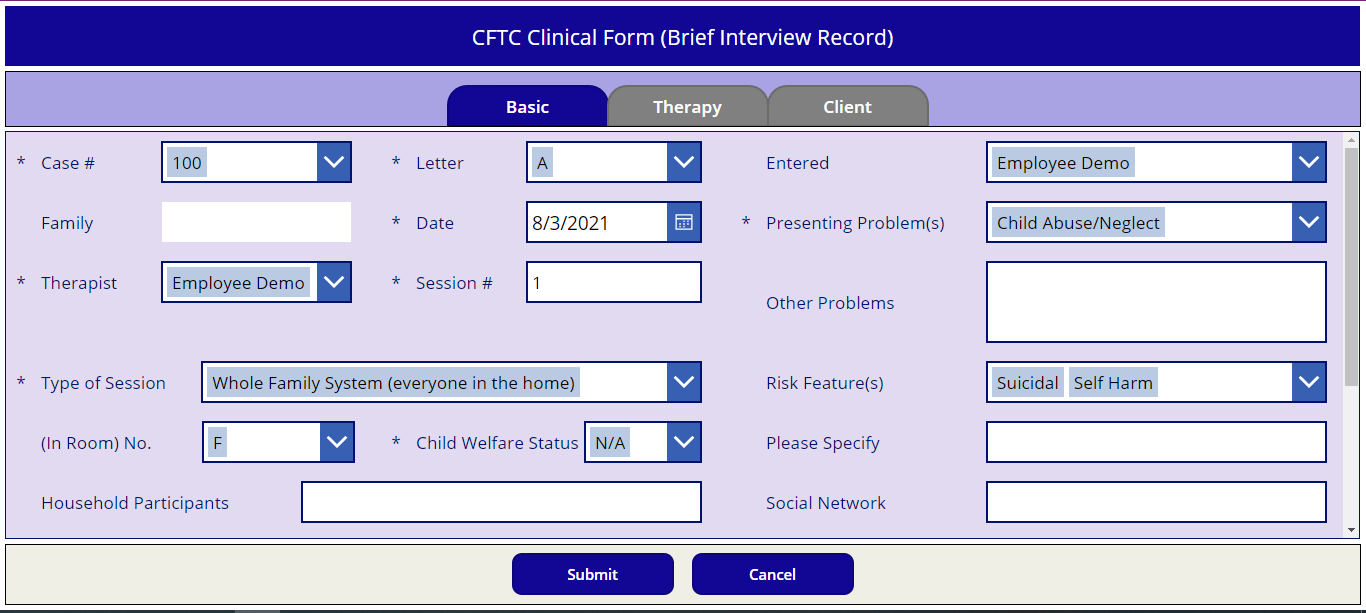 CFTC Clinical Form (Brief Interview Record)
Basic Therapy Client
* Case # 100 * Letter A Entered Employee Demo
Family * Date 8/3/2021 * Presenting Problem(s) Child Abuse/Neglect
* Therapist Employee Demo * Session # 1
Other Problems
* Type of Session Whole Family System (everyone in the home) Risk Feature(s) Suicidal Self Harm
(In Room) No. F * Child Welfare Status N/A Please Specify
Household Participants Social Network
Submit Cancel